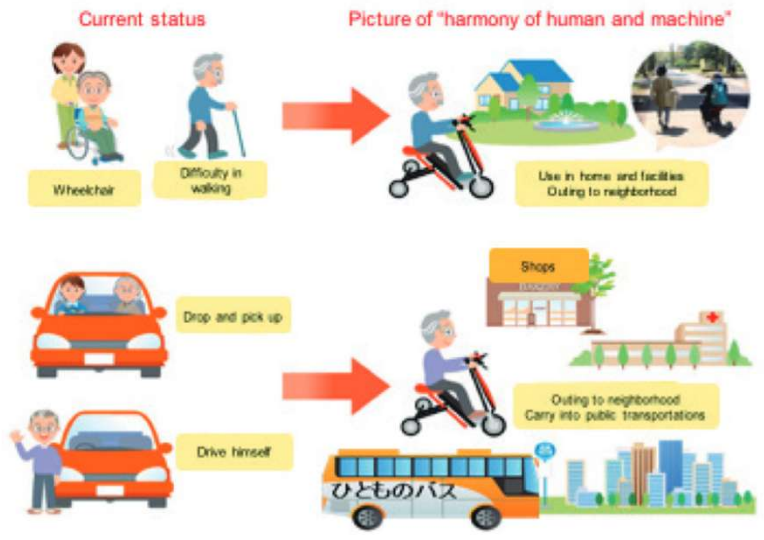 Current status
Picture of "harmony of human and machine"
Wheelchair
Difficulty in
walking
Use in home and facilities
Outing to neighborhood
Shops
BAKERY
Drop and pick up
Outing to neighborhood
Carry into public transportations
Drive himself
ひとものバス